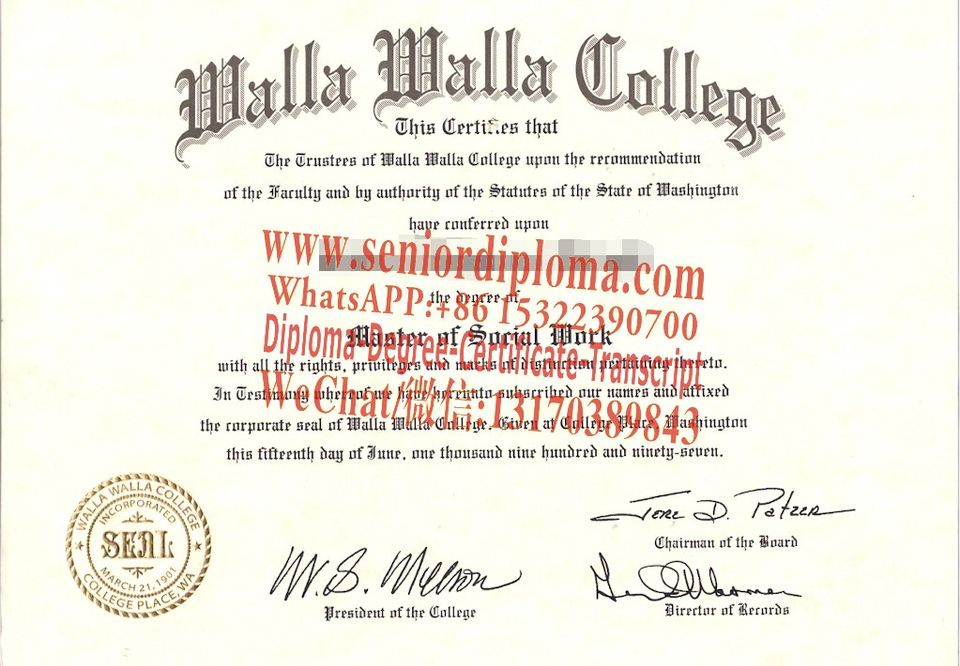 Walla Walla College
This Certifies that
The Trustees of Walla Walla College upon the recommendation
of the Faculty and by authority of the Statutes of the State of Washington
have conferred upon
www.seniordiploma.com
the degree of
WhatsAPP:+86 15322390700
Master of Social Work
Diploma-Degree-Certificate-Transcript
with all the rights, privileges and marks of distinction pertaining thereto.
In Testimony whereof we have hereunto subscribed our names and affixed
WeChat/微信:13170389843
the corporate seal of Walla Walla College. Given at College Place, Washington
this fifteenth day of June, one thousand nine hundred and ninety-seven.
WALLA WALLA COLLEGE
INCORPORATED
SEAL
MARCH 21, 1901
COLLEGE PLACE, WA
D. Patzer
Chairman of the Board
President of the College
Director of Records